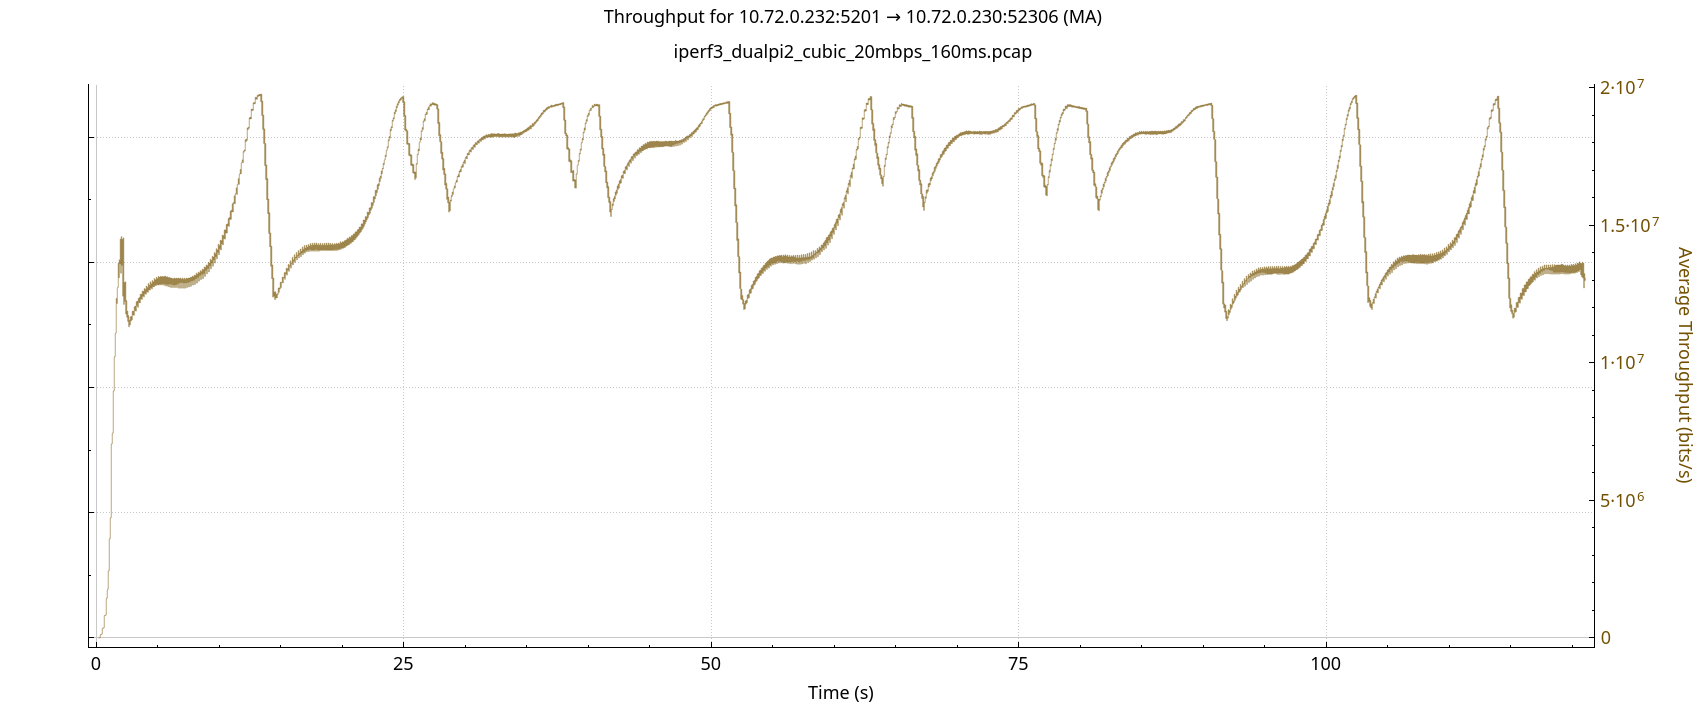 Throughput for 10.72.0.232:5201 → 10.72.0.230:52306 (MA)
iperf3_dualpi2_cubic_20mbps_160ms.pcap
2·10⁷
1.5·10⁷
1·10⁷
5·10⁶
0
Average Throughput (bits/s)
0 25 50 75 100
Time (s)